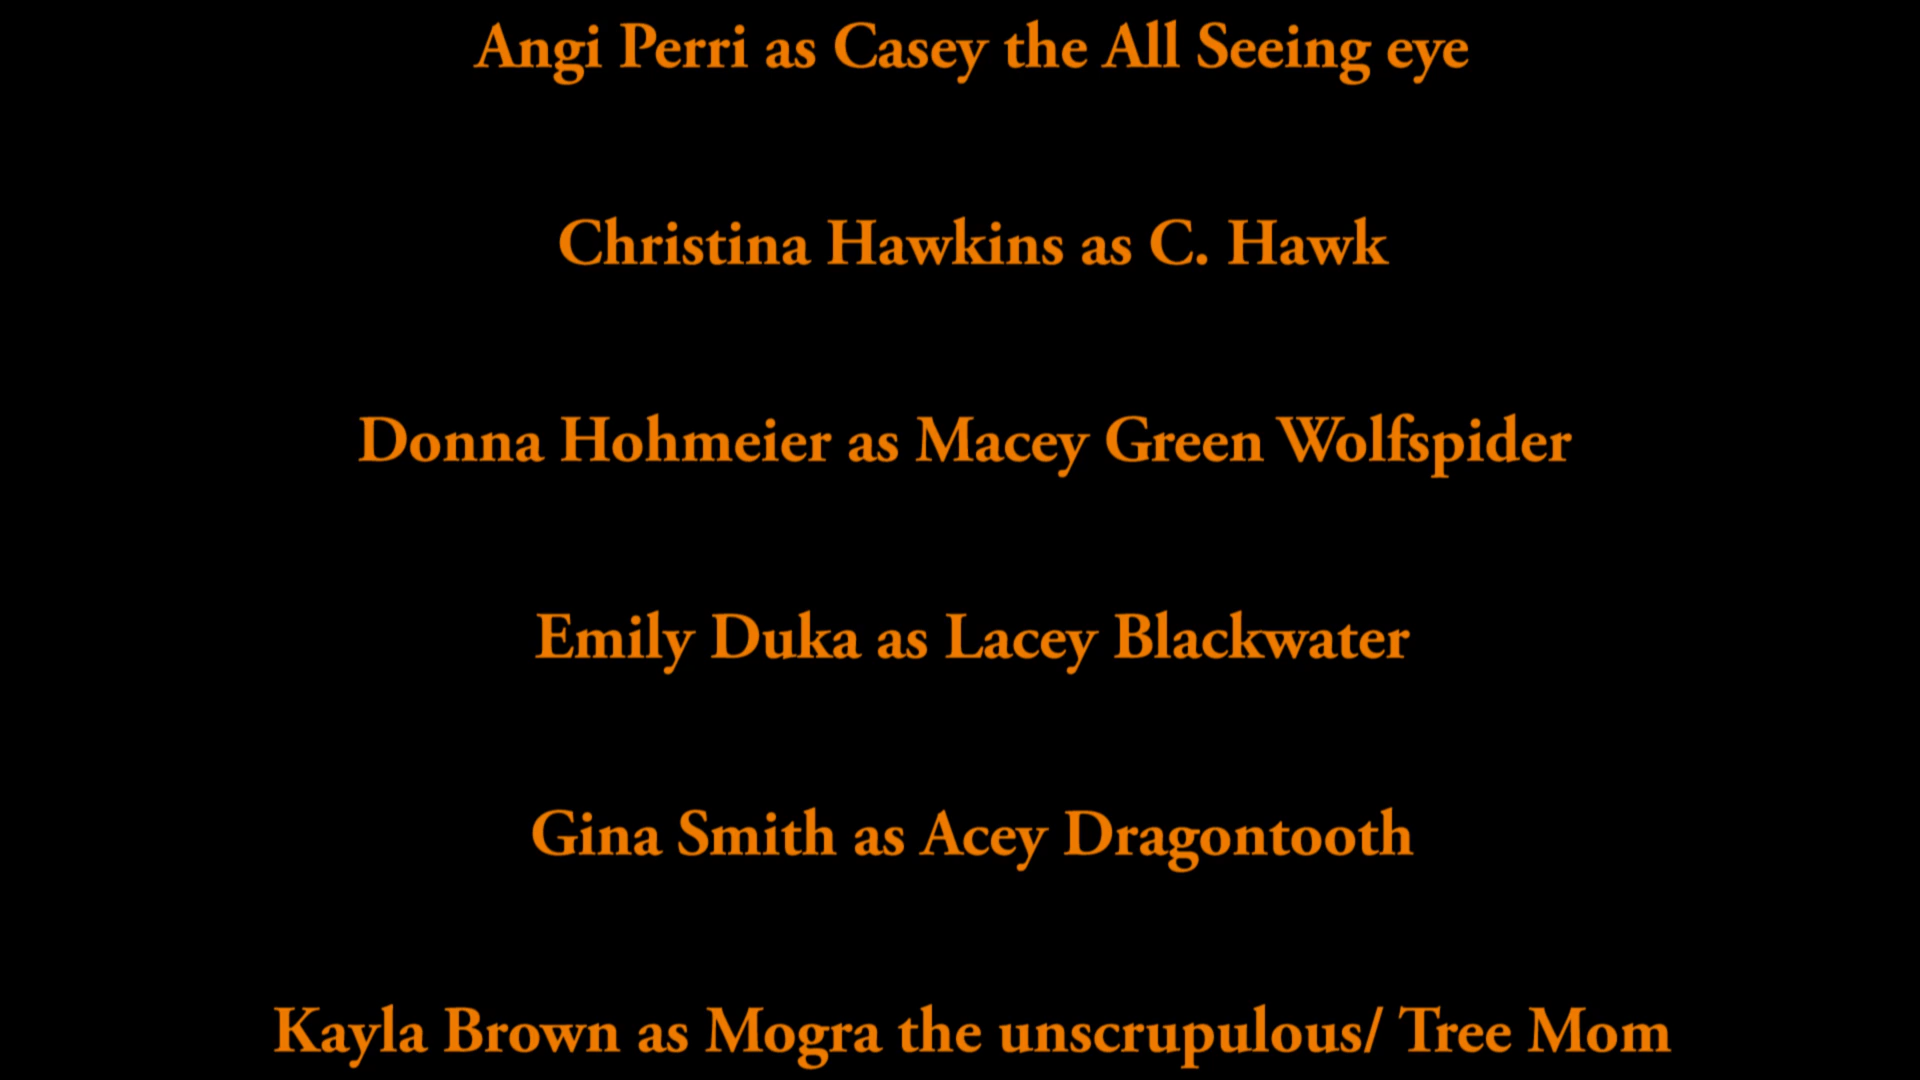 Angi Perri as Casey the All Seeing eye
Christina Hawkins as C. Hawk
Donna Hohmeier as Macey Green Wolfspider
Emily Duka as Lacey Blackwater
Gina Smith as Acey Dragontooth
Kayla Brown as Mogra the unscrupulous/ Tree Mom